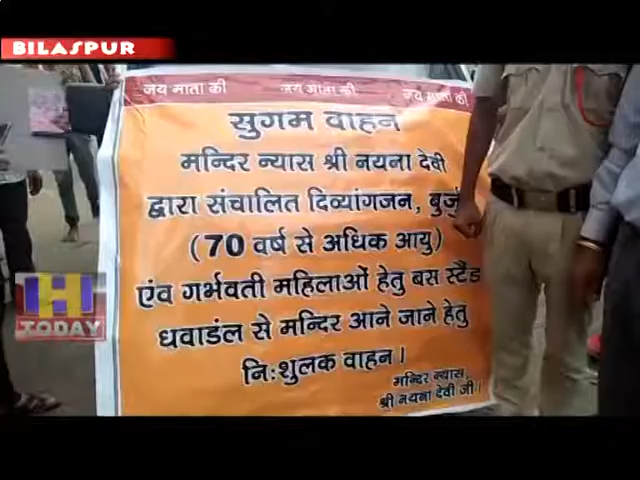 BILASPUR
जय माता की जय माता की जय माता की
सुगम वाहन
मन्दिर न्यास श्री नयना देवी
द्वारा संचालित दिव्यांगजन,
(70 वर्ष से अधिक आयु)
एंव गर्भवती महिलाओं हेतु बस स्टैंड
धवाडंल से मन्दिर आने जाने हेतु
नि:शुलक वाहन।
मन्दिर न्यास,
श्री नयना देवी जी।
H
TODAY